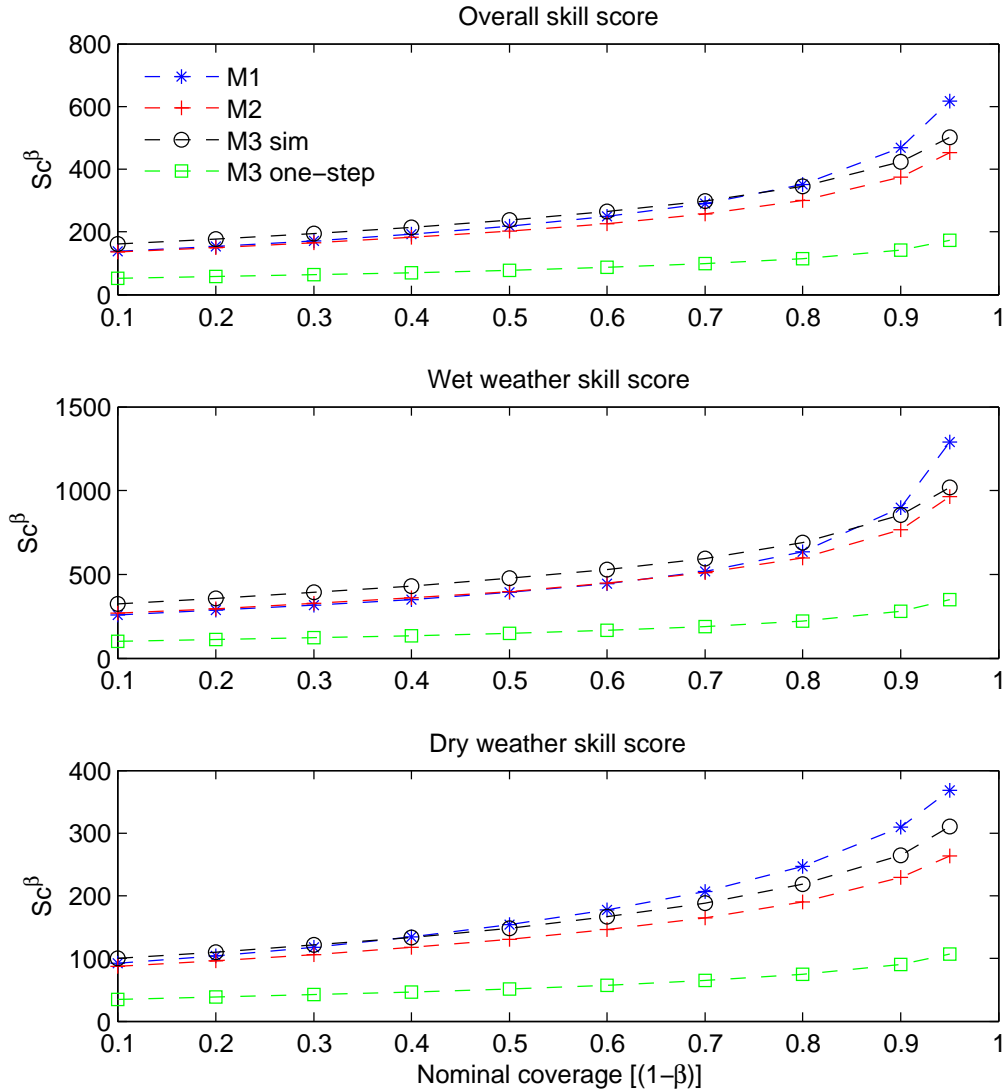 Overall skill score
800
600
400
200
0
Sc^β
M1
M2
M3 sim
M3 one−step
0.1 0.2 0.3 0.4 0.5 0.6 0.7 0.8 0.9 1
Wet weather skill score
1500
1000
500
0
Sc^β
0.1 0.2 0.3 0.4 0.5 0.6 0.7 0.8 0.9 1
Dry weather skill score
400
300
200
100
0
Sc^β
0.1 0.2 0.3 0.4 0.5 0.6 0.7 0.8 0.9 1
Nominal coverage [(1−β)]